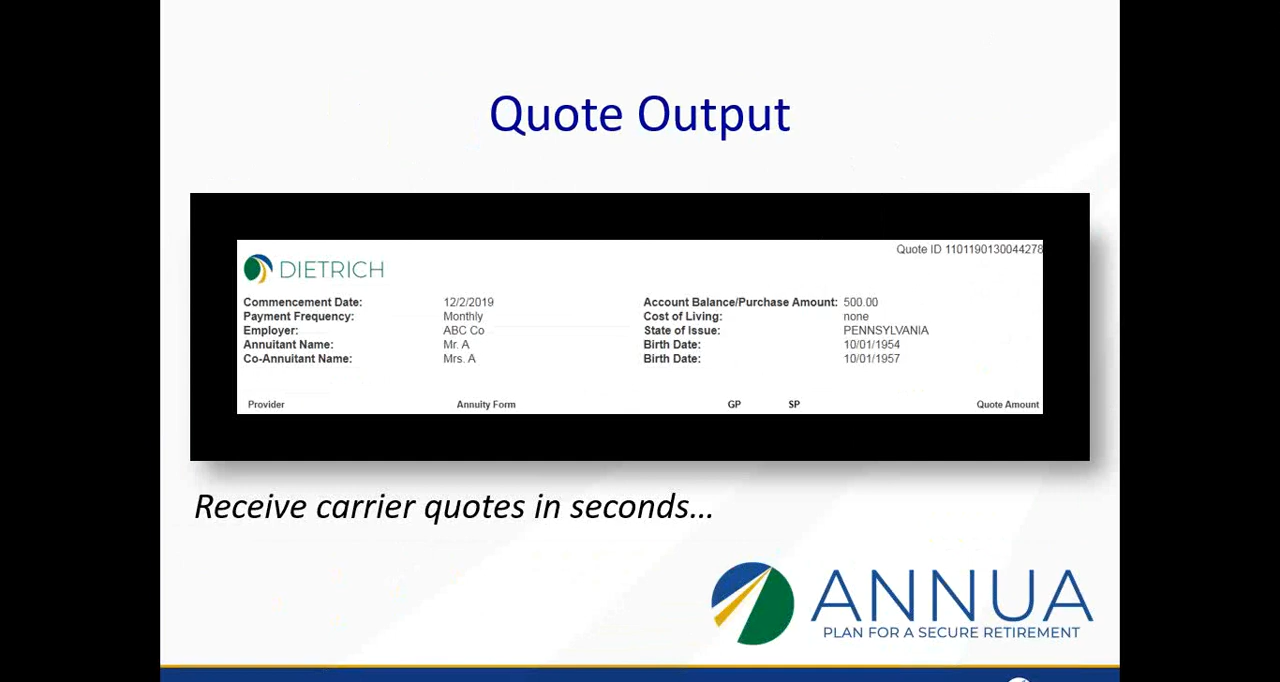 Quote Output
Quote ID 1101190130044278
DIETRICH
Commencement Date: 12/2/2019 Account Balance/Purchase Amount: 500.00
Payment Frequency: Monthly Cost of Living: none
Employer: ABC Co State of Issue: PENNSYLVANIA
Annuitant Name: Mr. A Birth Date: 10/01/1954
Co-Annuitant Name: Mrs. A Birth Date: 10/01/1957
Provider Annuity Form GP SP Quote Amount
Receive carrier quotes in seconds...
ANNUA
PLAN FOR A SECURE RETIREMENT